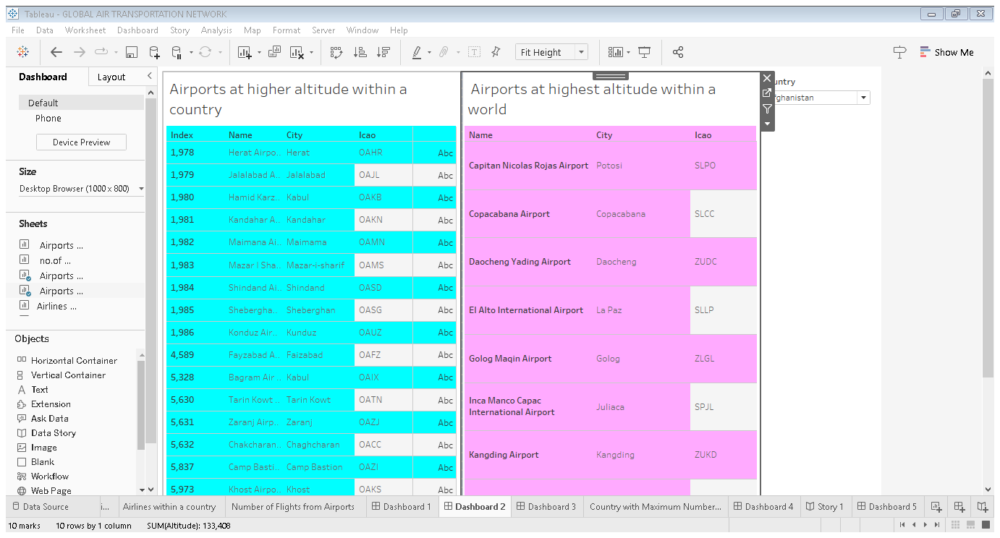 Tableau - GLOBAL AIR TRANSPORTATION NETWORK
File Data Worksheet Dashboard Story Analysis Map Format Server Window Help
Fit Height
Show Me
Dashboard Layout
Default
Phone
Device Preview
Size
Desktop Browser (1000 x 800)
Sheets
Airports ...
no.of ...
Airports ...
Airports ...
Airlines ...
Objects
Horizontal Container
Vertical Container
Text
Extension
Ask Data
Data Story
Image
Blank
Workflow
Web Page
Airports at higher altitude within a
country
Index Name City Icao
1,978 Herat Airpo.. Herat OAHR Abc
1,979 Jalalabad A.. Jalalabad OAJL Abc
1,980 Hamid Karz.. Kabul OAKB Abc
1,981 Kandahar A.. Kandahar OAKN Abc
1,982 Maimana Ai.. Maimama OAMN Abc
1,983 Mazar I Sha.. Mazar-i-sharif OAMS Abc
1,984 Shindand Ai.. Shindand OASD Abc
1,985 Shebergha.. Sheberghan OASG Abc
1,986 Konduz Air.. Kunduz OAUZ Abc
4,589 Fayzabad A.. Faizabad OAFZ Abc
5,328 Bagram Air .. Kabul OAIX Abc
5,630 Tarin Kowt .. Tarin Kowt OATN Abc
5,631 Zaranj Airp.. Zaranj OAZJ Abc
5,632 Chakcharan.. Chaghcharan OACC Abc
5,837 Camp Basti.. Camp Bastion OAZI Abc
5,973 Khost Airpo.. Khost OAKS Abc
Airports at highest altitude within a
world
Name City Icao
Capitan Nicolas Rojas Airport Potosi SLPO
Copacabana Airport Copacabana SLCC
Daocheng Yading Airport Daocheng ZUDC
El Alto International Airport La Paz SLLP
Golog Maqin Airport Golog ZLGL
Inca Manco Capac
International Airport Juliaca SPJL
Kangding Airport Kangding ZUKD
untry
fghanistan
Data Source i... Airlines within a country Number of Flights from Airports Dashboard 1 Dashboard 2 Dashboard 3 Country with Maximum Number... Dashboard 4 Story 1 Dashboard 5
10 marks 10 rows by 1 column SUM(Altitude): 133,408